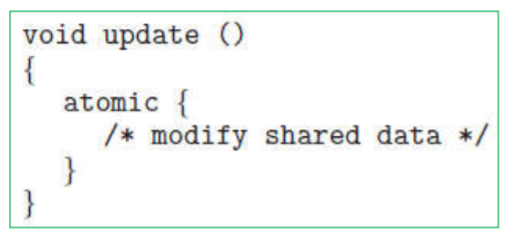 void update ()
{
atomic {
/* modify shared data */
}
}